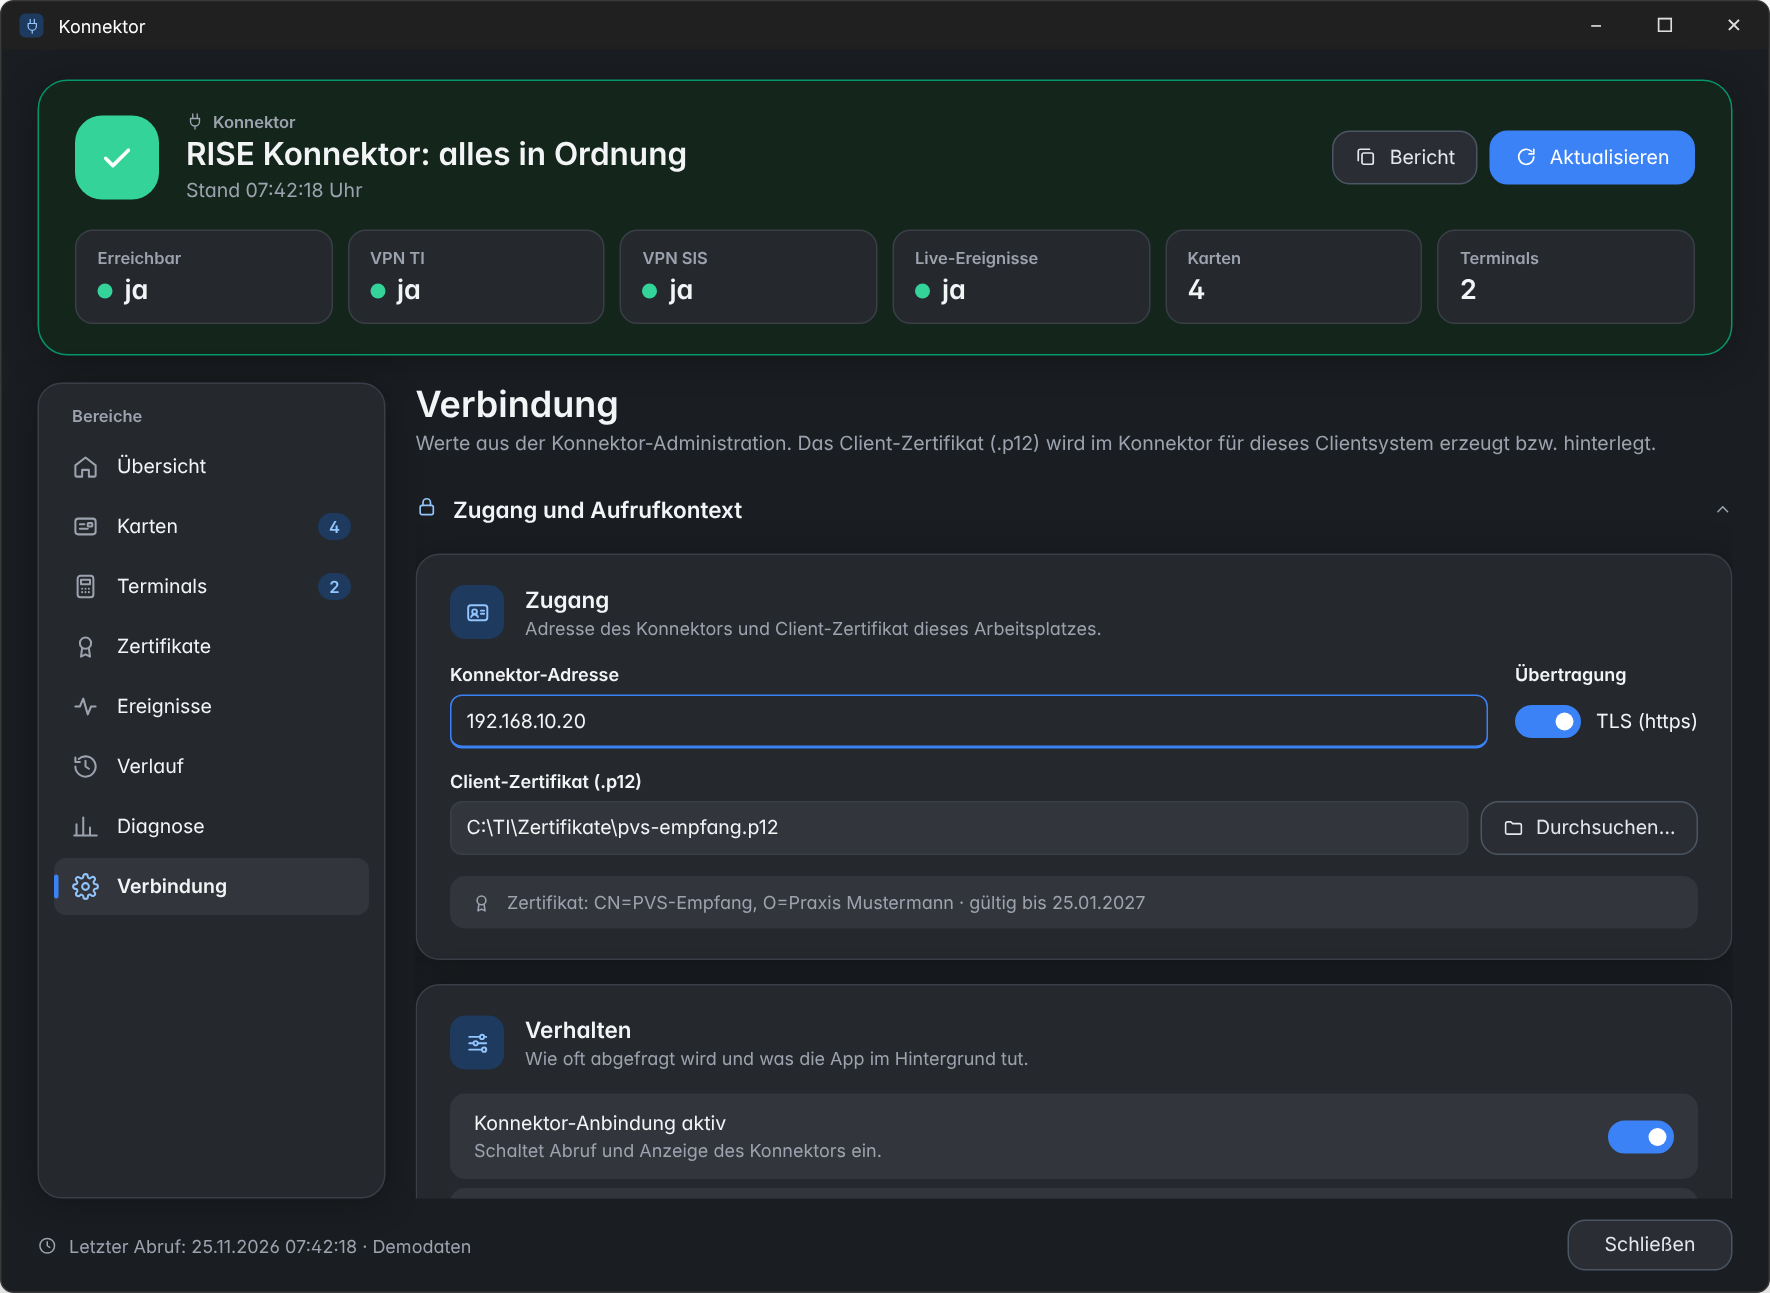 Konnektor
Konnektor
RISE Konnektor: alles in Ordnung
Stand 07:42:18 Uhr
Bericht
Aktualisieren
Erreichbar
ja
VPN TI
ja
VPN SIS
ja
Live-Ereignisse
ja
Karten
4
Terminals
2
Bereiche
Übersicht
Karten 4
Terminals 2
Zertifikate
Ereignisse
Verlauf
Diagnose
Verbindung
Verbindung
Werte aus der Konnektor-Administration. Das Client-Zertifikat (.p12) wird im Konnektor für dieses Clientsystem erzeugt bzw. hinterlegt.
Zugang und Aufrufkontext
Zugang
Adresse des Konnektors und Client-Zertifikat dieses Arbeitsplatzes.
Konnektor-Adresse
192.168.10.20
Übertragung
TLS (https)
Client-Zertifikat (.p12)
C:\TI\Zertifikate\pvs-empfang.p12
Durchsuchen...
Zertifikat: CN=PVS-Empfang, O=Praxis Mustermann · gültig bis 25.01.2027
Verhalten
Wie oft abgefragt wird und was die App im Hintergrund tut.
Konnektor-Anbindung aktiv
Schaltet Abruf und Anzeige des Konnektors ein.
Letzter Abruf: 25.11.2026 07:42:18 · Demodaten
Schließen